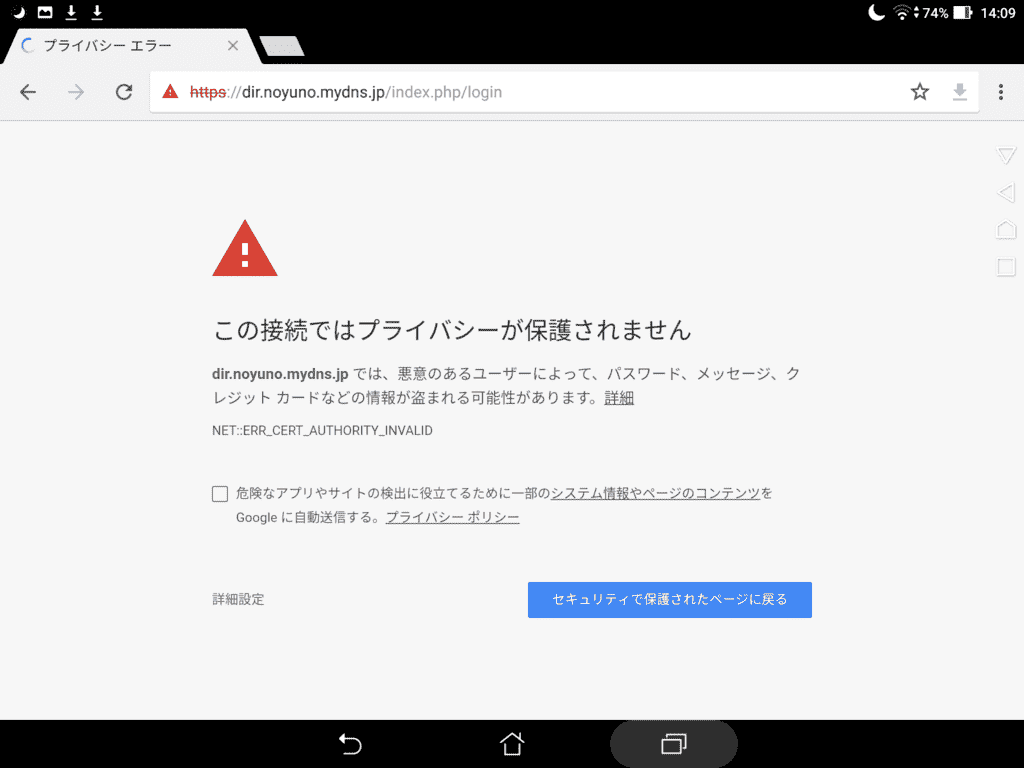 74% 14:09
プライバシー エラー
https://dir.noyuno.mydns.jp/index.php/login
この接続ではプライバシーが保護されません
dir.noyuno.mydns.jp では、悪意のあるユーザーによって、パスワード、メッセージ、ク
レジット カードなどの情報が盗まれる可能性があります。詳細
NET::ERR_CERT_AUTHORITY_INVALID
危険なアプリやサイトの検出に役立てるために一部のシステム情報やページのコンテンツを
Google に自動送信する。プライバシー ポリシー
詳細設定
セキュリティで保護されたページに戻る